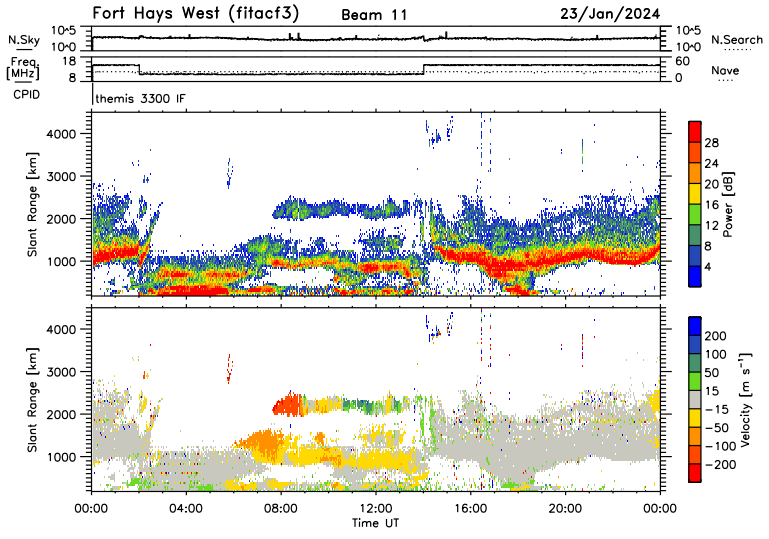 Fort Hays West (fitacf3) Beam 11 23/Jan/2024
N.Sky 10^5 10^0 10^5 10^0 N.Search
Freq. [MHz] 18 8 60 0 Nave
CPID themis 3300 IF
4000
3000
2000
1000
Slant Range [km]
28
24
20
16
12
8
4
Power [dB]
4000
3000
2000
1000
Slant Range [km]
200
100
50
15
-15
-50
-100
-200
Velocity [m s⁻¹]
00:00 04:00 08:00 12:00 16:00 20:00 00:00
Time UT